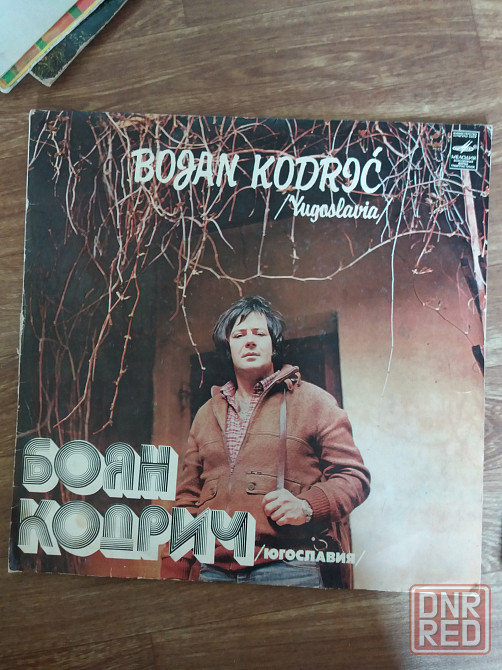 BOJAN KODRIĆ
/Yugoslavia/
МЕЛОДИЯ
БОЯН
КОДРИЧ
/ЮГОСЛАВИЯ/
DNR
RED